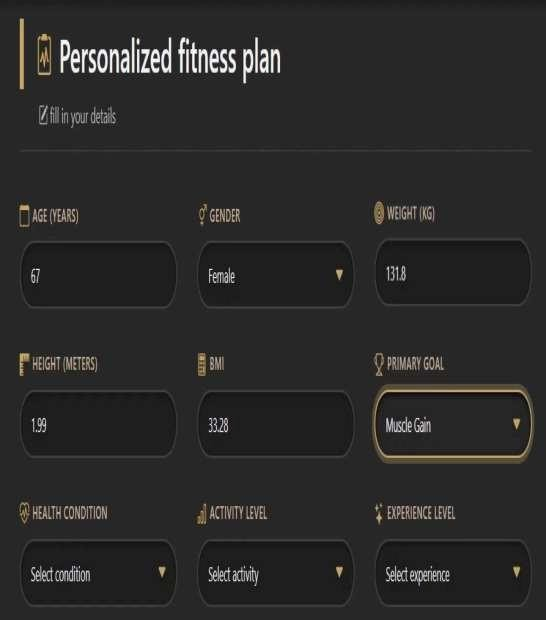 Personalized fitness plan
fill in your details
AGE (YEARS)
GENDER
WEIGHT (KG)
67
Female
131.8
HEIGHT (METERS)
BMI
PRIMARY GOAL
1.99
33.28
Muscle Gain
HEALTH CONDITION
ACTIVITY LEVEL
EXPERIENCE LEVEL
Select condition
Select activity
Select experience